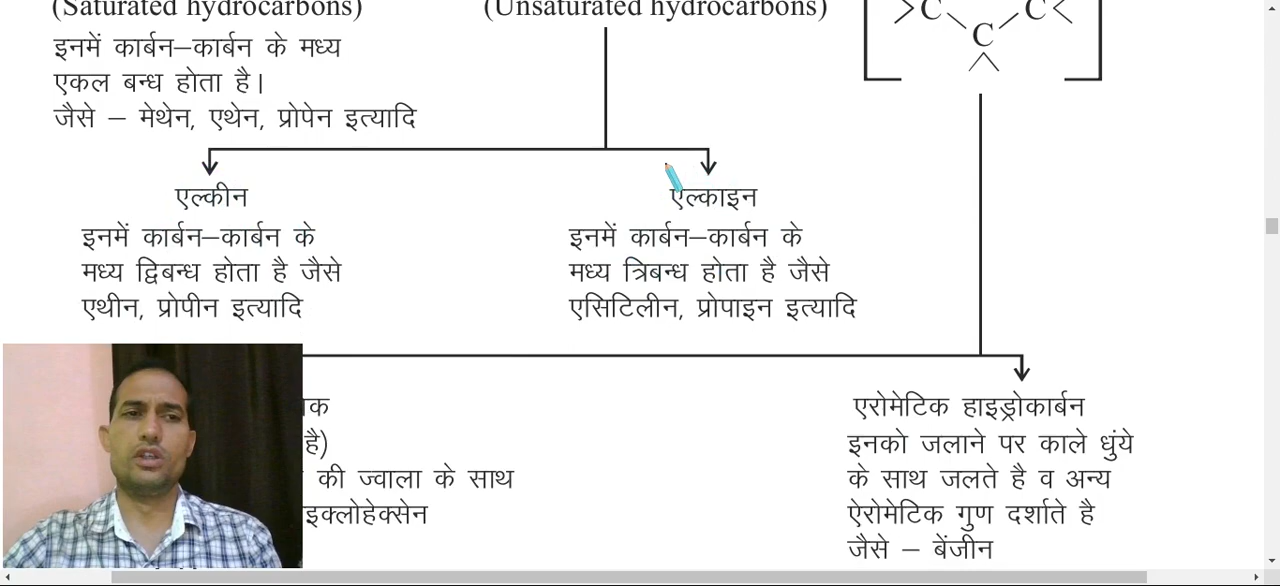 (Saturated hydrocarbons)
(Unsaturated hydrocarbons)
>C C<
C
इनमें कार्बन–कार्बन के मध्य
एकल बन्ध होता है।
जैसे – मेथेन, एथेन, प्रोपेन इत्यादि
एल्कीन
इनमें कार्बन–कार्बन के
मध्य द्विबन्ध होता है जैसे
एथीन, प्रोपीन इत्यादि
ऐल्काइन
इनमें कार्बन–कार्बन के
मध्य त्रिबन्ध होता है जैसे
एसिटिलीन, प्रोपाइन इत्यादि
है)
की ज्वाला के साथ
इक्लोहेक्सेन
एरोमेटिक हाइड्रोकार्बन
इनको जलाने पर काले धुंये
के साथ जलते है व अन्य
ऐरोमेटिक गुण दर्शाते है
जैसे – बेंजीन